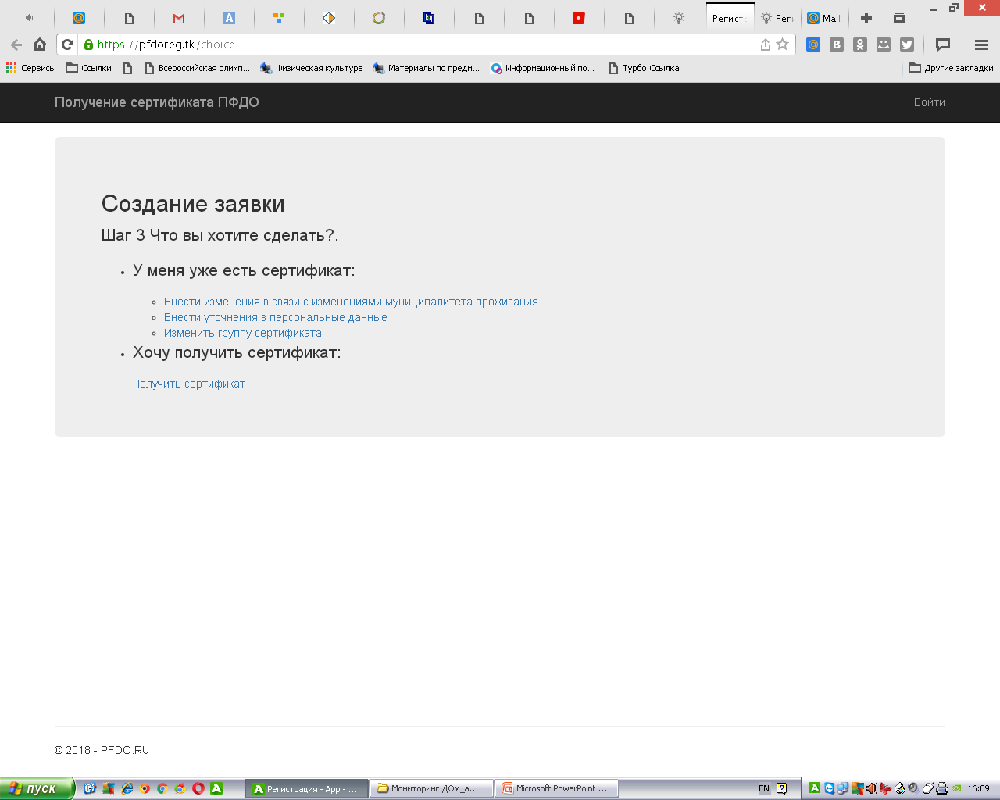 Регистр
Реги
Mail
https://pfdoreg.tk/choice
Сервисы
Ссылки
Всероссийская олимп...
Физическая культура
Материалы по предм...
Информационный по...
Турбо.Ссылка
Другие закладки
Получение сертификата ПФДО
Войти
Создание заявки
Шаг 3 Что вы хотите сделать?.
У меня уже есть сертификат:
Внести изменения в связи с изменениями муниципалитета проживания
Внести уточнения в персональные данные
Изменить группу сертификата
Хочу получить сертификат:
Получить сертификат
© 2018 - PFDO.RU
пуск
Регистрация - App - ...
Мониторинг ДОУ_а...
Microsoft PowerPoint ...
EN
16:09